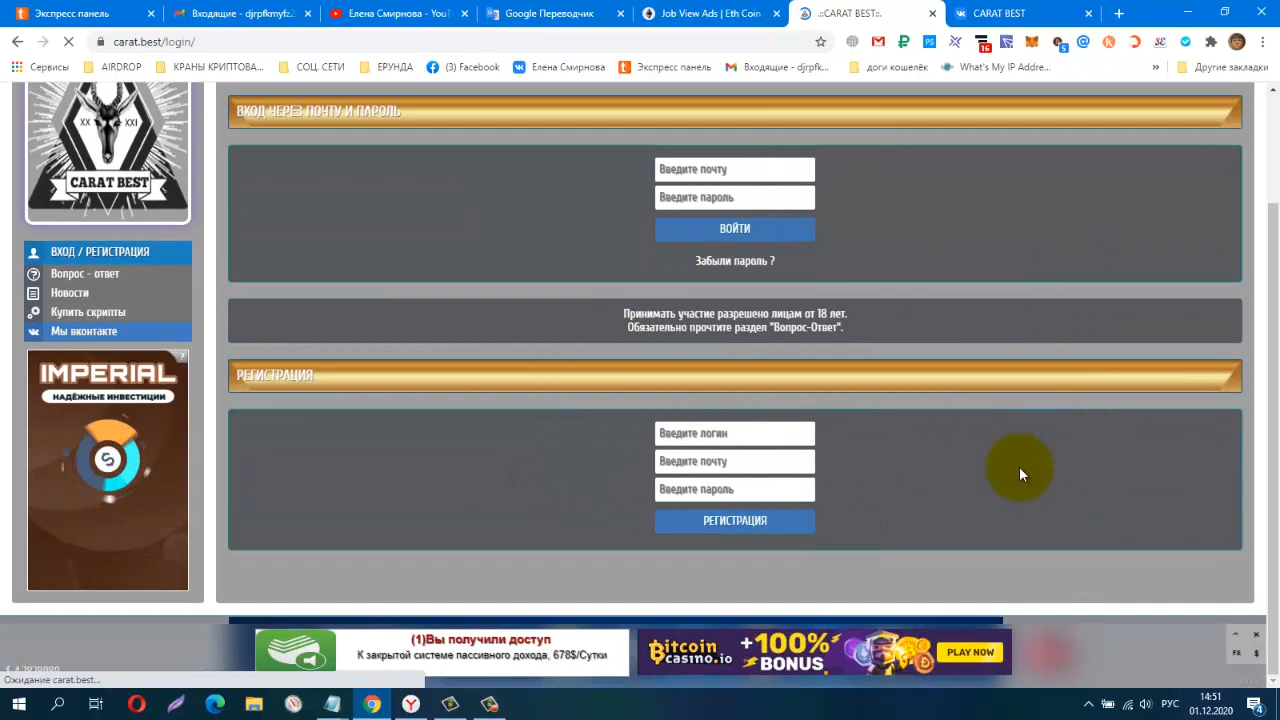 Экспресс панель
Входящие - djrpfkmyfz2
Елена Смирнова - YouTu
Google Переводчик
Job View Ads | Eth Coin
.::CARAT BEST::.
CARAT BEST
carat.best/login/
16
5
Сервисы
AIRDROP
КРАНЫ КРИПТОВА...
СОЦ. СЕТИ
ЕРУНДА
(3) Facebook
Елена Смирнова
Экспресс панель
Входящие - djrpfk...
доги кошелёк
What's My IP Addre...
Другие закладки
XX XXI
CARAT BEST
ВХОД ЧЕРЕЗ ПОЧТУ И ПАРОЛЬ
Введите почту
Введите пароль
ВОЙТИ
Забыли пароль ?
ВХОД / РЕГИСТРАЦИЯ
Вопрос - ответ
Новости
Купить скрипты
Мы вконтакте
Принимать участие разрешено лицам от 18 лет.
Обязательно прочтите раздел "Вопрос-Ответ".
IMPERIAL
НАДЁЖНЫЕ ИНВЕСТИЦИИ
РЕГИСТРАЦИЯ
Введите логин
Введите почту
Введите пароль
РЕГИСТРАЦИЯ
(1)Вы получили доступ
К закрытой системе пассивного дохода, 678$/Сутки
Bitcoin
casino.io
+100%
BONUS
PLAY NOW
Ожидание carat.best...
РУС
14:51
01.12.2020
4